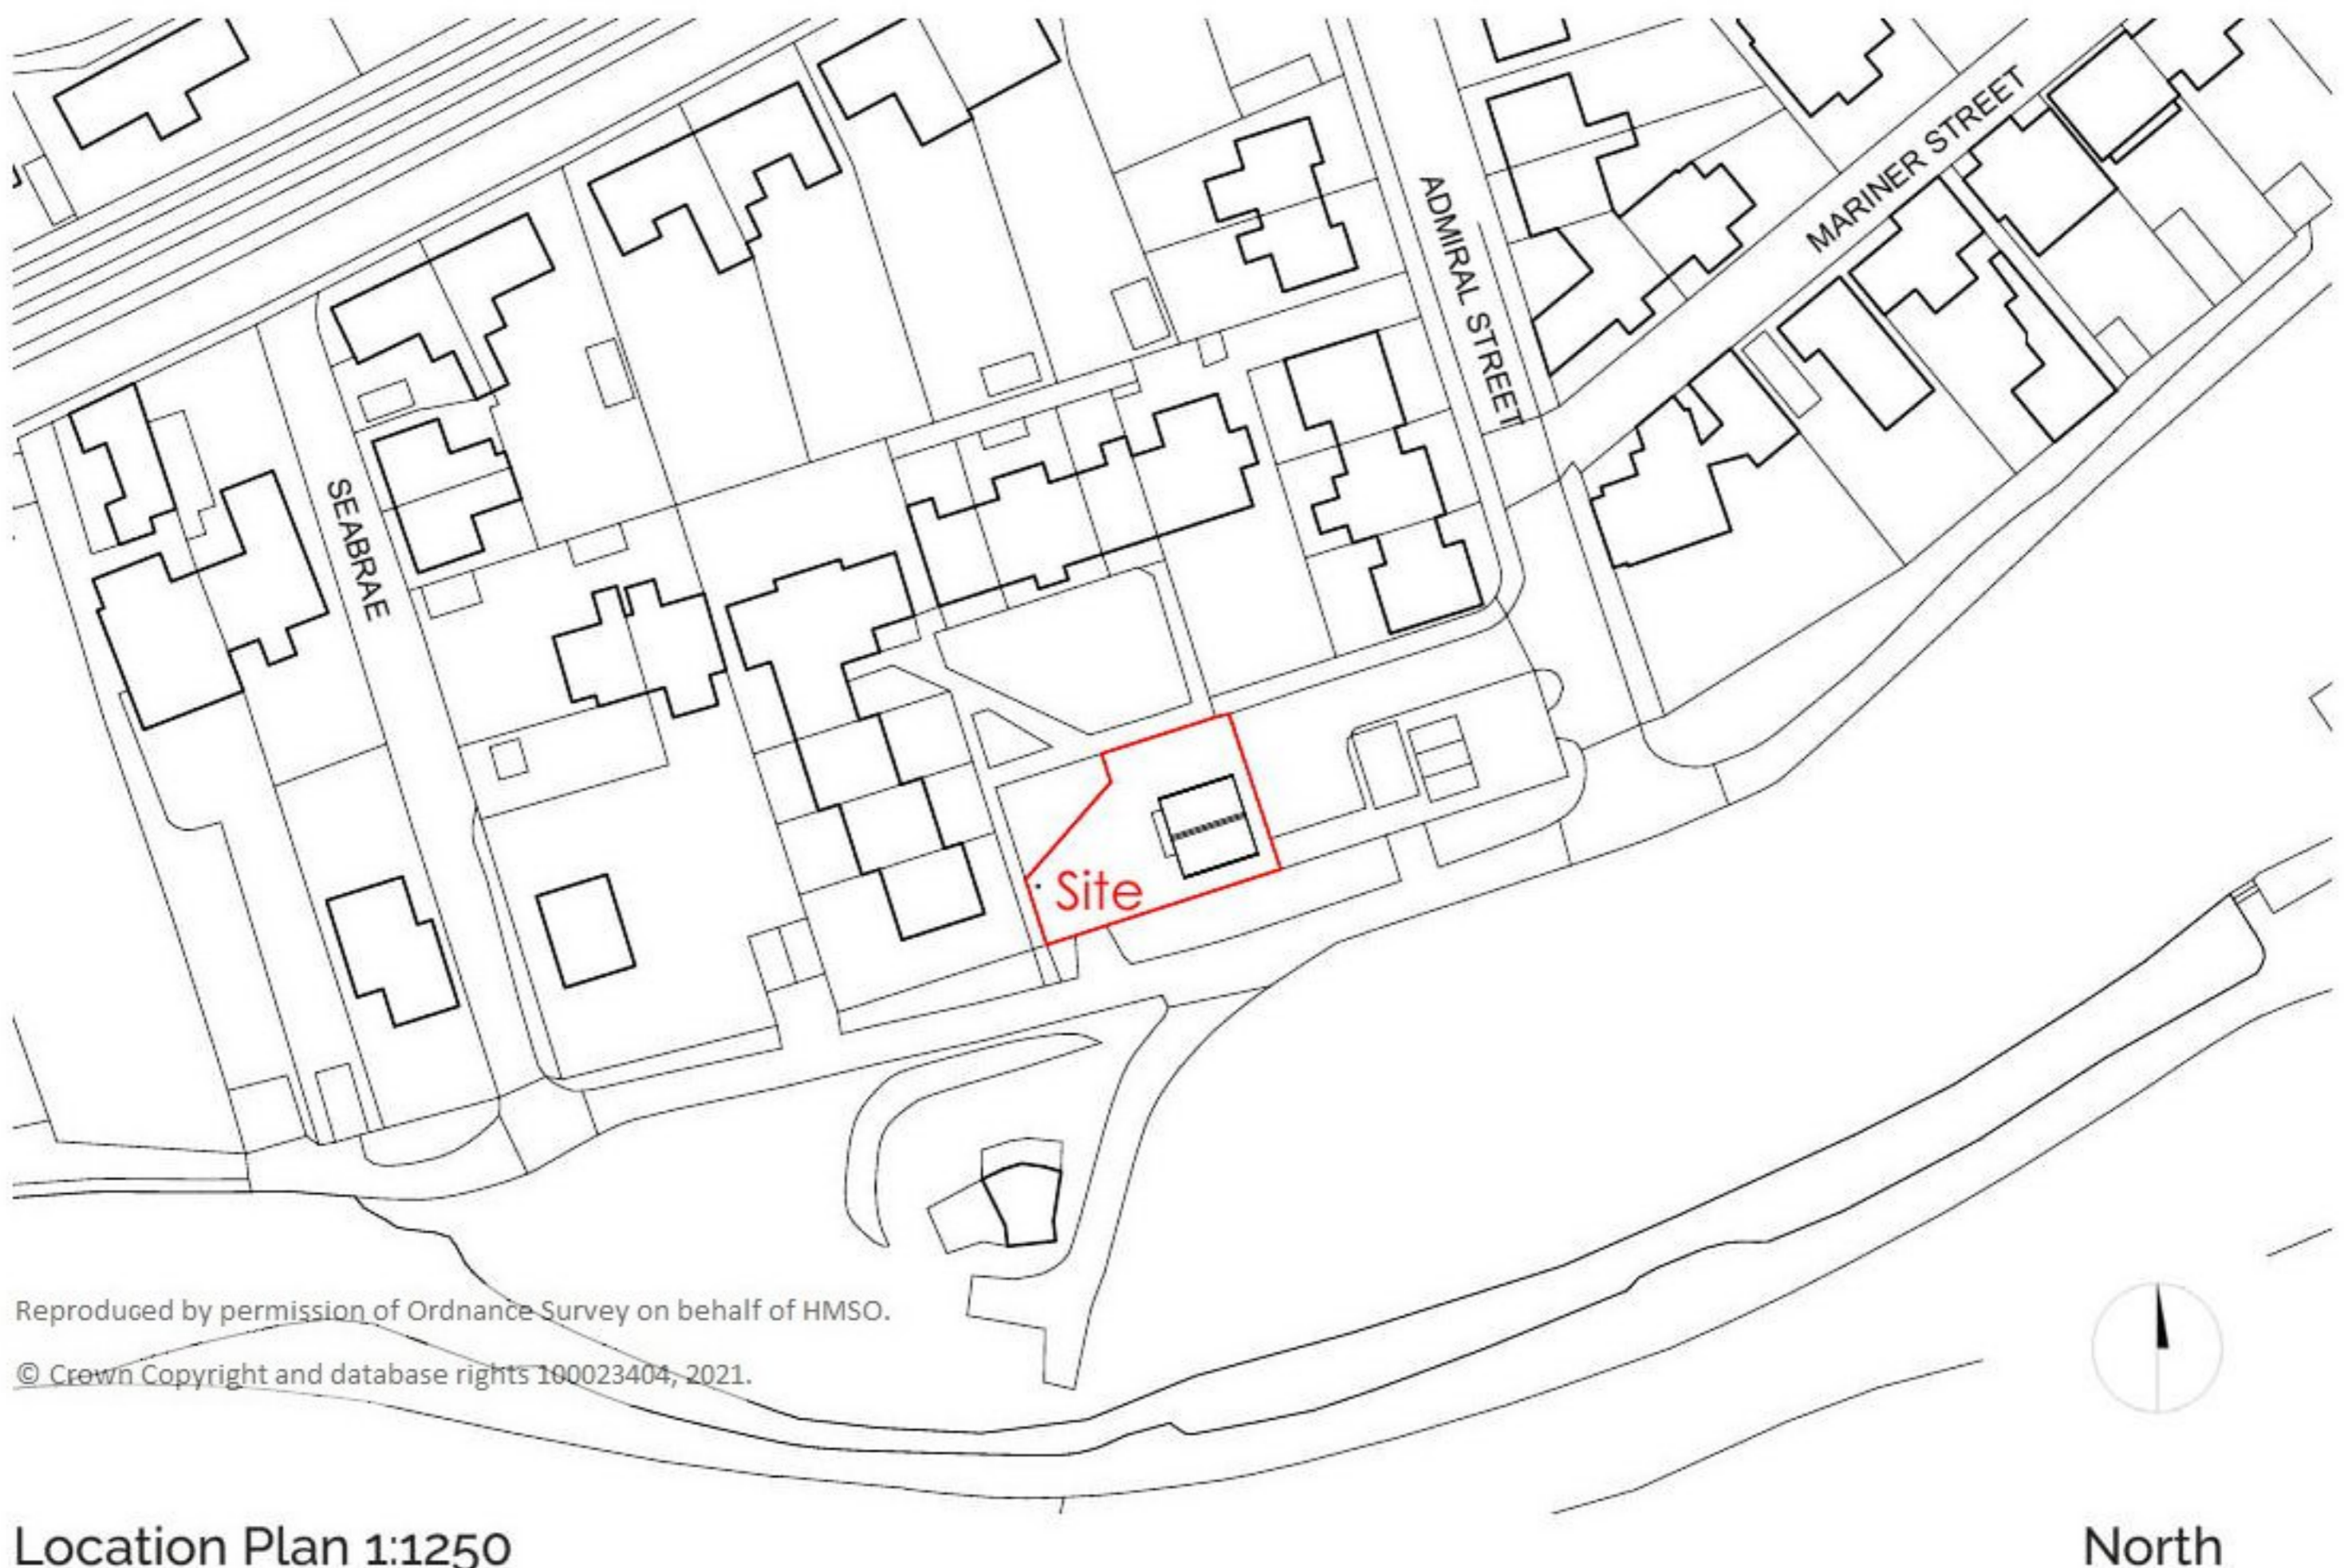 MARINER STREET
ADMIRAL STREET
SEABRAE
Site
Reproduced by permission of Ordnance Survey on behalf of HMSO.
© Crown Copyright and database rights 100023404, 2021.
Location Plan 1:1250
North